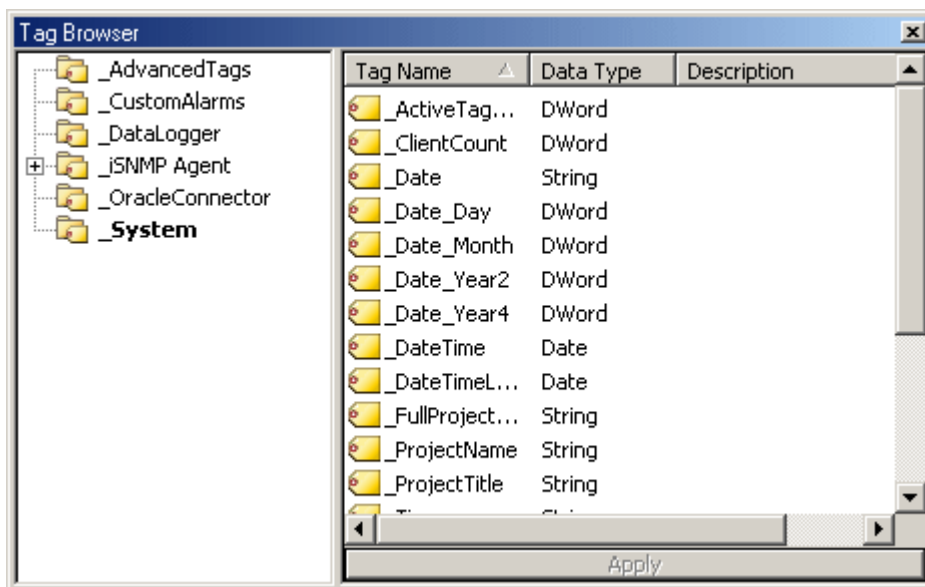 Tag Browser
_AdvancedTags
_CustomAlarms
_DataLogger
_iSNMP Agent
_OracleConnector
_System
Tag Name Data Type Description
_ActiveTag... DWord
_ClientCount DWord
_Date String
_Date_Day DWord
_Date_Month DWord
_Date_Year2 DWord
_Date_Year4 DWord
_DateTime Date
_DateTimeL... Date
_FullProject... String
_ProjectName String
_ProjectTitle String
Apply